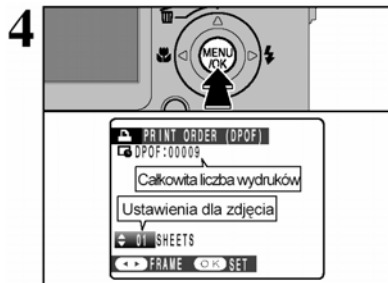 4
MENU
/OK
PRINT ORDER (DPOF)
DPOF:00009
Całkowita liczba wydruków
Ustawienia dla zdjęcia
01 SHEETS
FRAME OK SET